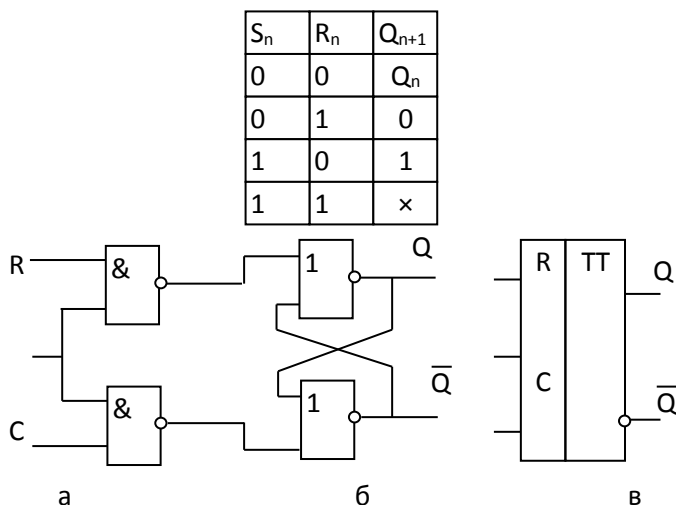 Sn Rn Qn+1
0 0 Qn
0 1 0
1 0 1
1 1 ×
R & 1 Q R TT Q
C & 1 Q̅ C Q̅
а б в